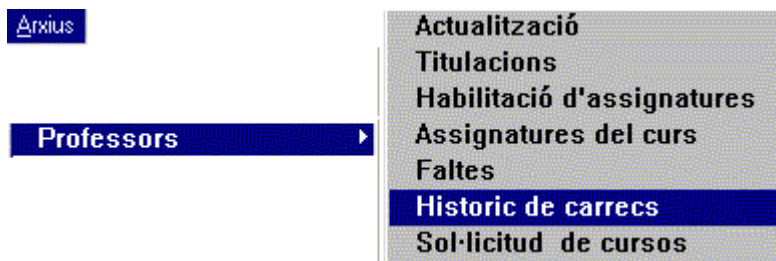 Arxius
Professors
Actualització
Titulacions
Habilitació d'assignatures
Assignatures del curs
Faltes
Historic de carrecs
Sol·licitud de cursos